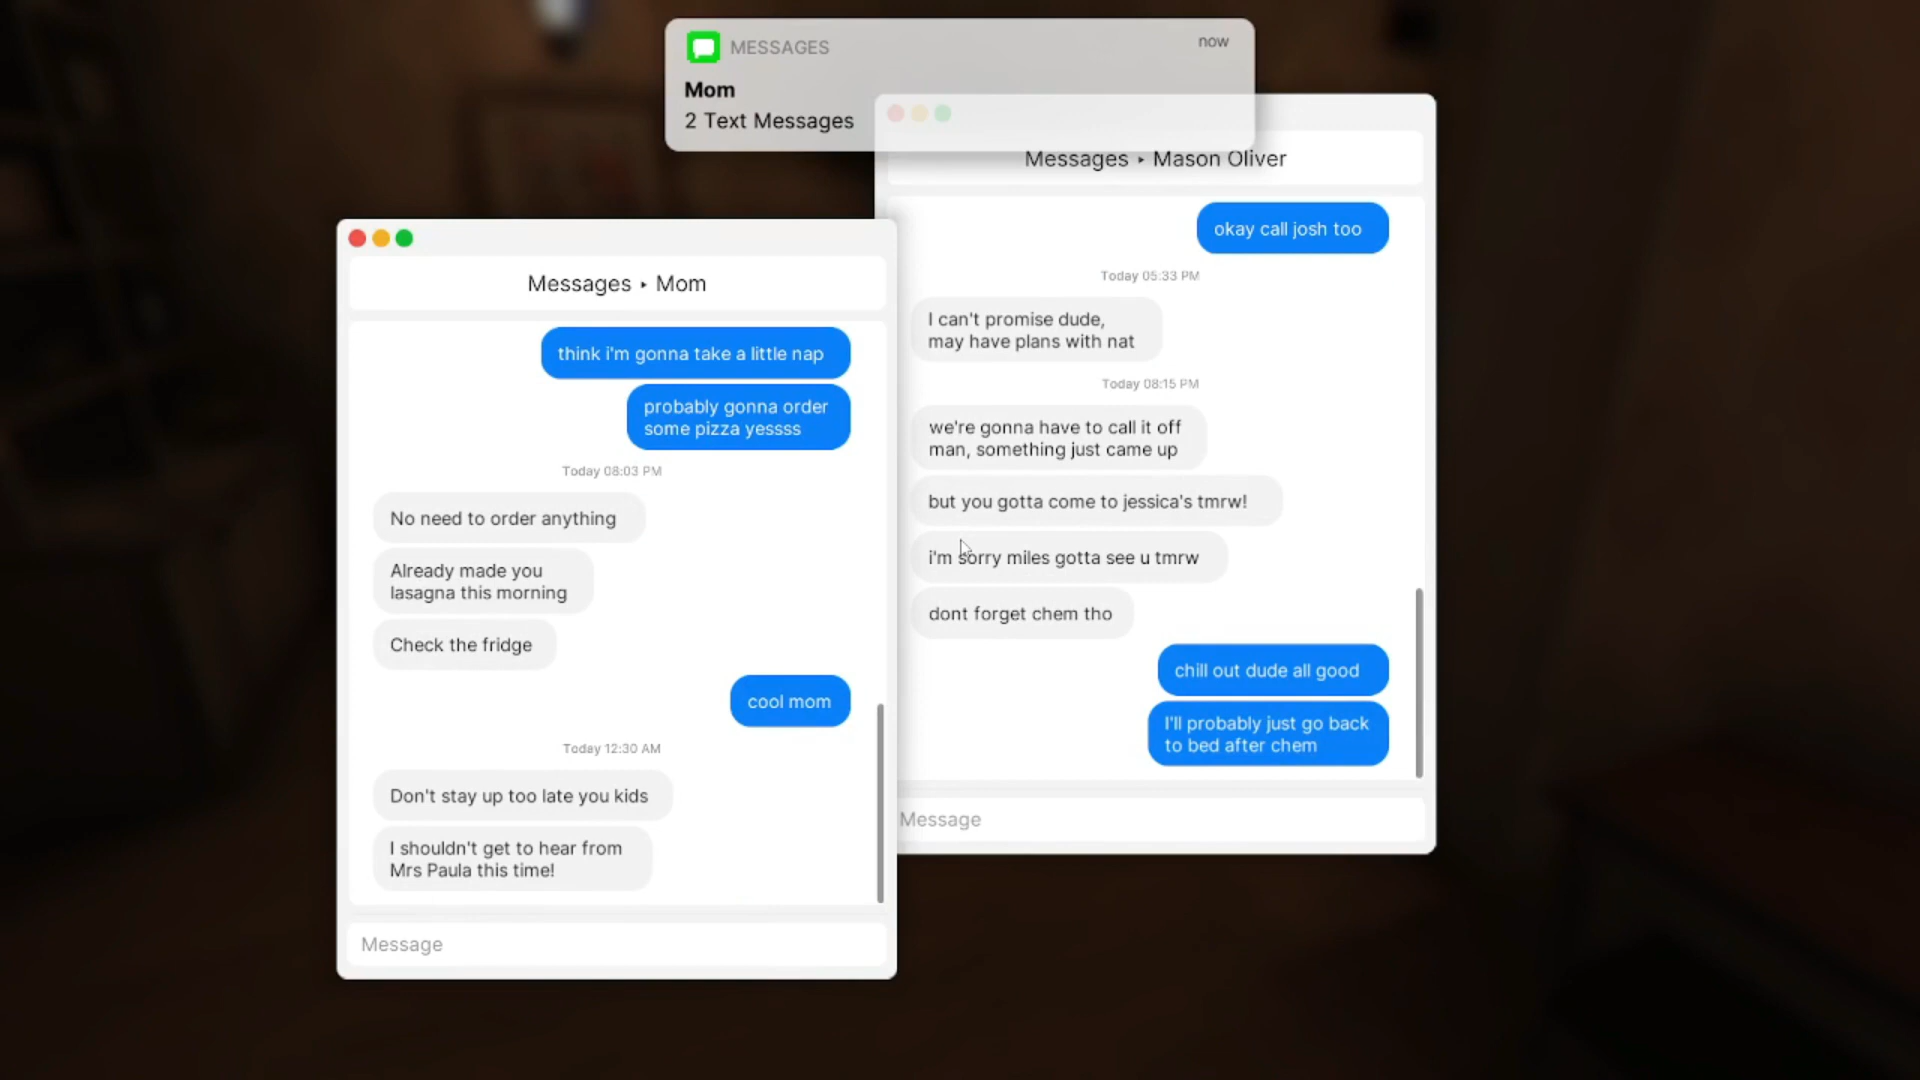 MESSAGES
now
Mom
2 Text Messages
Messages ‣ Mom
think i'm gonna take a little nap
probably gonna order
some pizza yessss
Today 08:03 PM
No need to order anything
Already made you
lasagna this morning
Check the fridge
cool mom
Today 12:30 AM
Don't stay up too late you kids
I shouldn't get to hear from
Mrs Paula this time!
Message
Messages ‣ Mason Oliver
okay call josh too
Today 05:33 PM
I can't promise dude,
may have plans with nat
Today 08:15 PM
we're gonna have to call it off
man, something just came up
but you gotta come to jessica's tmrw!
i'm sorry miles gotta see u tmrw
dont forget chem tho
chill out dude all good
I'll probably just go back
to bed after chem
Message